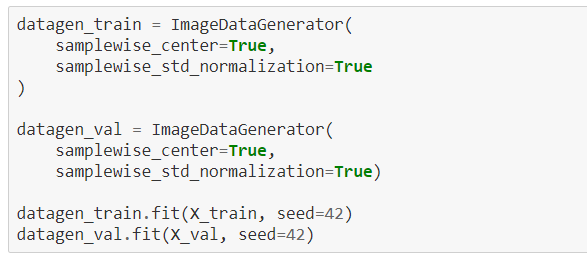 datagen_train = ImageDataGenerator(
    samplewise_center=True,
    samplewise_std_normalization=True
)

datagen_val = ImageDataGenerator(
    samplewise_center=True,
    samplewise_std_normalization=True)

datagen_train.fit(X_train, seed=42)
datagen_val.fit(X_val, seed=42)